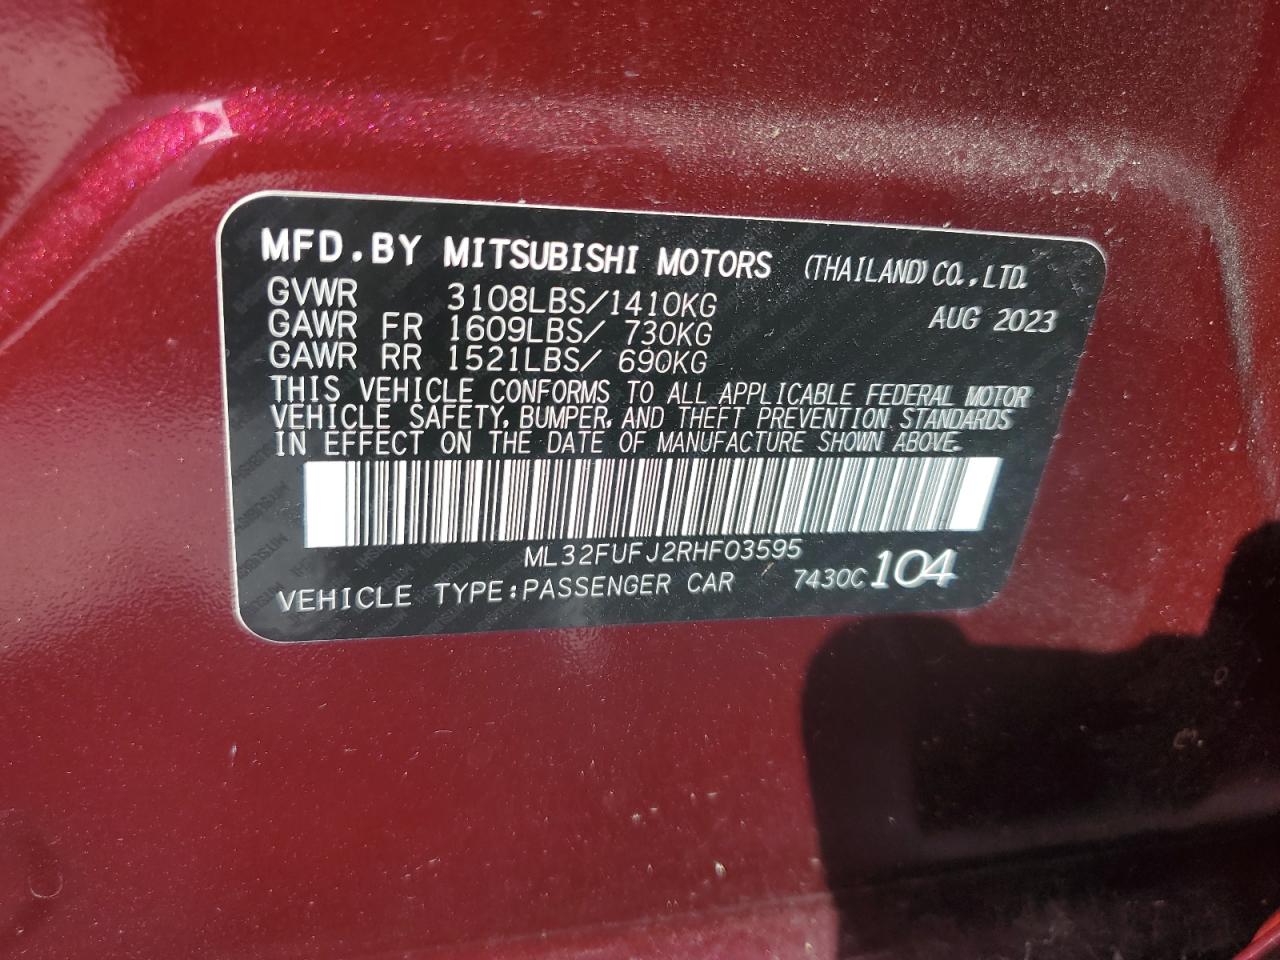 MFD.BY MITSUBISHI MOTORS (THAILAND) CO., LTD.
GVWR 3108LBS/1410KG AUG 2023
GAWR FR 1609LBS/ 730KG
GAWR RR 1521LBS/ 690KG
THIS VEHICLE CONFORMS TO ALL APPLICABLE FEDERAL MOTOR
VEHICLE SAFETY, BUMPER, AND THEFT PREVENTION STANDARDS
IN EFFECT ON THE DATE OF MANUFACTURE SHOWN ABOVE.
ML32FUFJ2RHF03595
VEHICLE TYPE:PASSENGER CAR 7430C 104